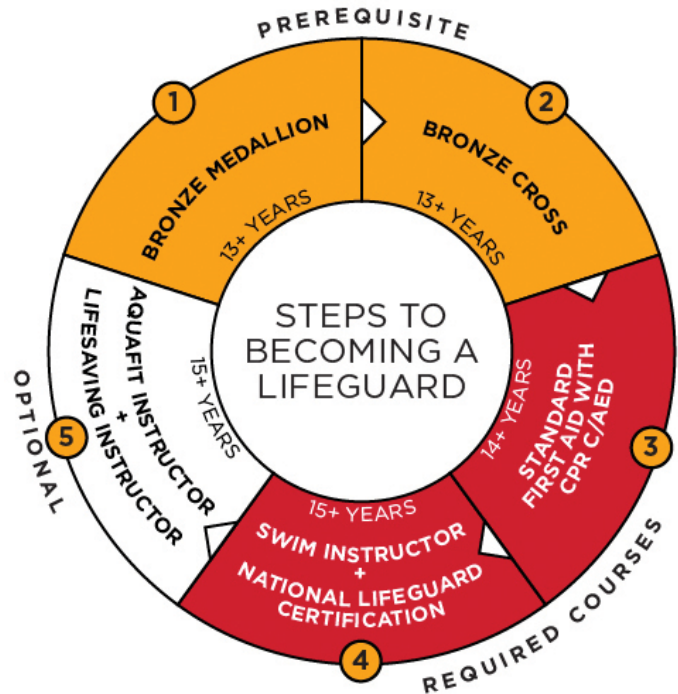 PREREQUISITE
1
BRONZE MEDALLION
13+ YEARS
2
BRONZE CROSS
13+ YEARS
STEPS TO
BECOMING A
LIFEGUARD
3
STANDARD
FIRST AID WITH
CPR C/AED
14+ YEARS
REQUIRED COURSES
4
15+ YEARS
SWIM INSTRUCTOR
+
NATIONAL LIFEGUARD
CERTIFICATION
5
OPTIONAL
15+ YEARS
AQUAFIT INSTRUCTOR
+
LIFESAVING INSTRUCTOR